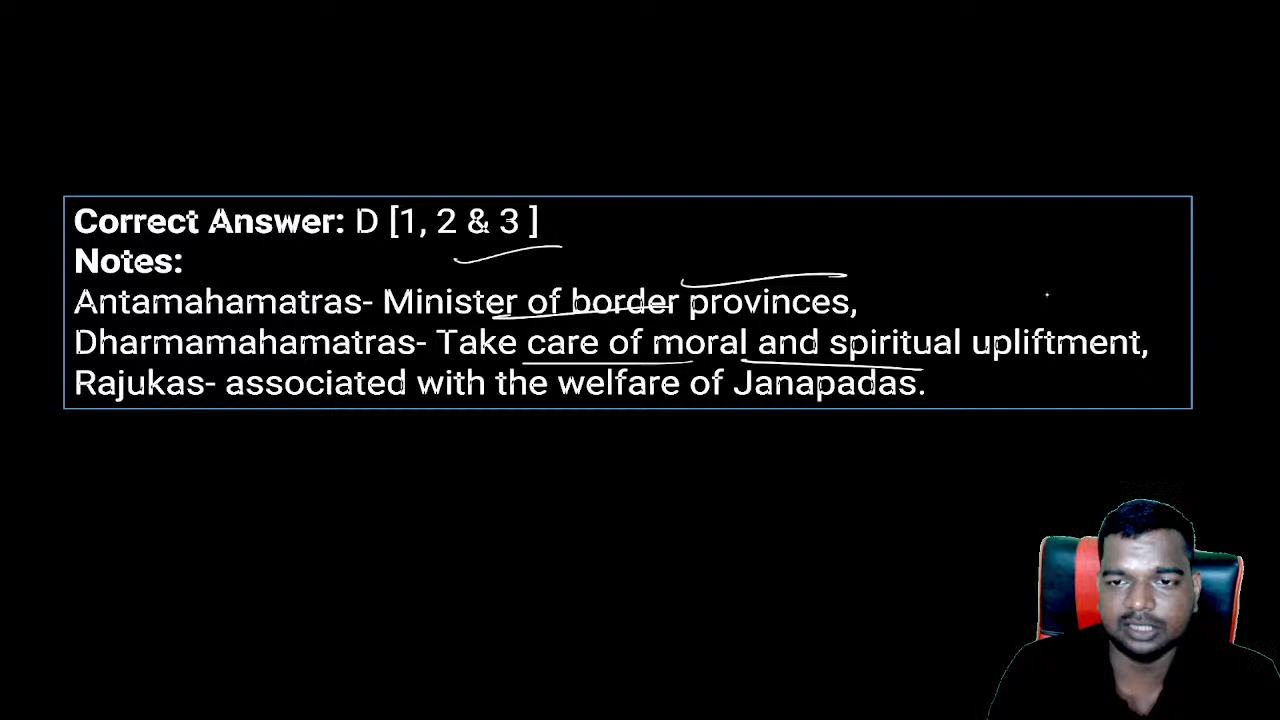 Correct Answer: D [1, 2 & 3 ]
Notes:
Antamahamatras- Minister of border provinces,
Dharmamahamatras- Take care of moral and spiritual upliftment,
Rajukas- associated with the welfare of Janapadas.